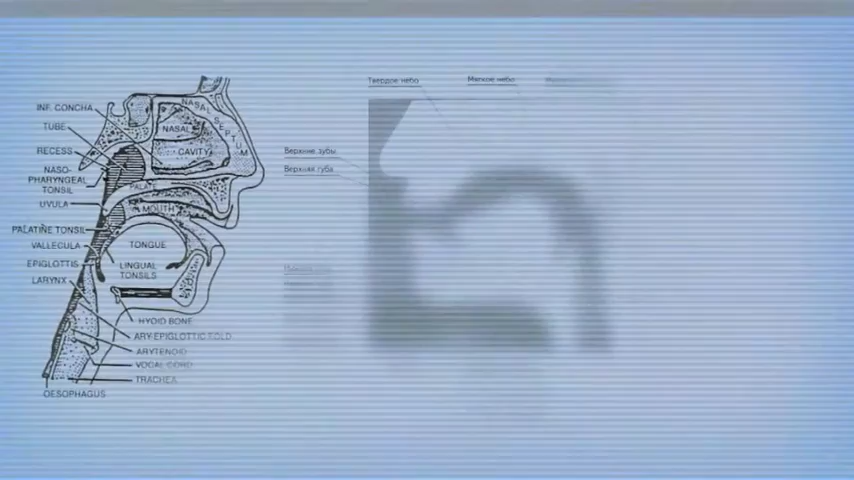 INF. CONCHA
TUBE
RECESS
NASO-
PHARYNGEAL
TONSIL
UVULA
PALATINE TONSIL
VALLECULA
EPIGLOTTIS
LARYNX
NASAL SEPTUM
NASAL
CAVITY
PALATE
MOUTH
TONGUE
LINGUAL
TONSILS
HYOID BONE
ARY-EPIGLOTTIC FOLD
ARYTENOID
VOCAL CORD
TRACHEA
OESOPHAGUS
Твердое небо
Мягкое небо
Верхние зубы
Верхняя губа